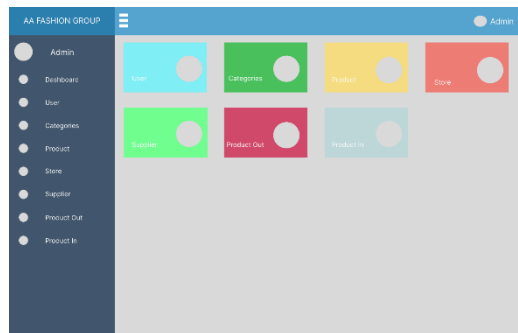 AA FASHION GROUP
Admin
Admin
Dashboard
User
Categories
Product
Store
Supplier
Product Out
Product In
User
Categories
Product
Store
Supplier
Product Out
Product In